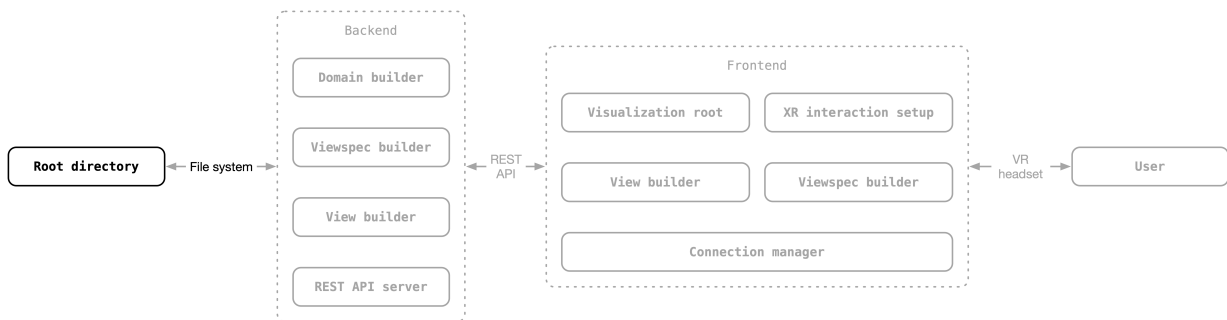 Root directory
File system
Backend
Domain builder
Viewspec builder
View builder
REST API server
REST
API
Frontend
Visualization root
XR interaction setup
View builder
Viewspec builder
Connection manager
VR
headset
User